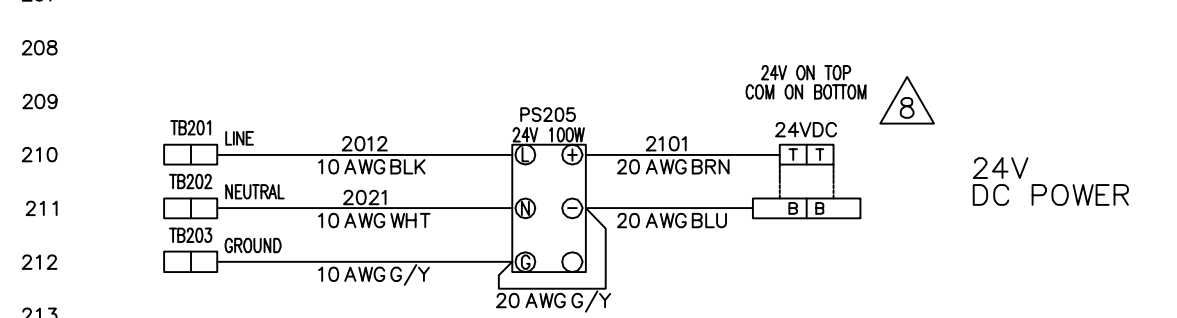 208
24V ON TOP
COM ON BOTTOM
8
209
PS205
24V 100W
24VDC
TB201
LINE
2012
2101
210
L
+
T T
10 AWG BLK
20 AWG BRN
24V
DC POWER
TB202
NEUTRAL
2021
211
N
−
B B
10 AWG WHT
20 AWG BLU
TB203
GROUND
212
G
10 AWG G/Y
20 AWG G/Y
213